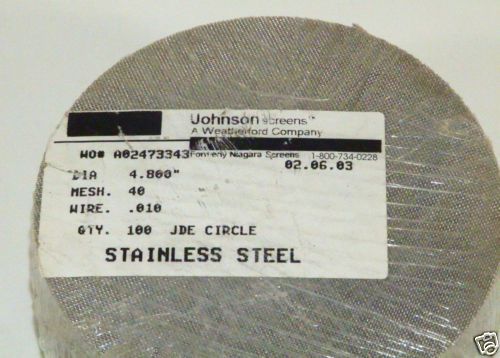 Johnson screens™
A Weatherford Company
WO# A02473343 Formerly Niagara Screens 1-800-734-0228
02.06.03
DIA 4.800"
MESH. 40
WIRE. .010
QTY. 100 JDE CIRCLE
STAINLESS STEEL